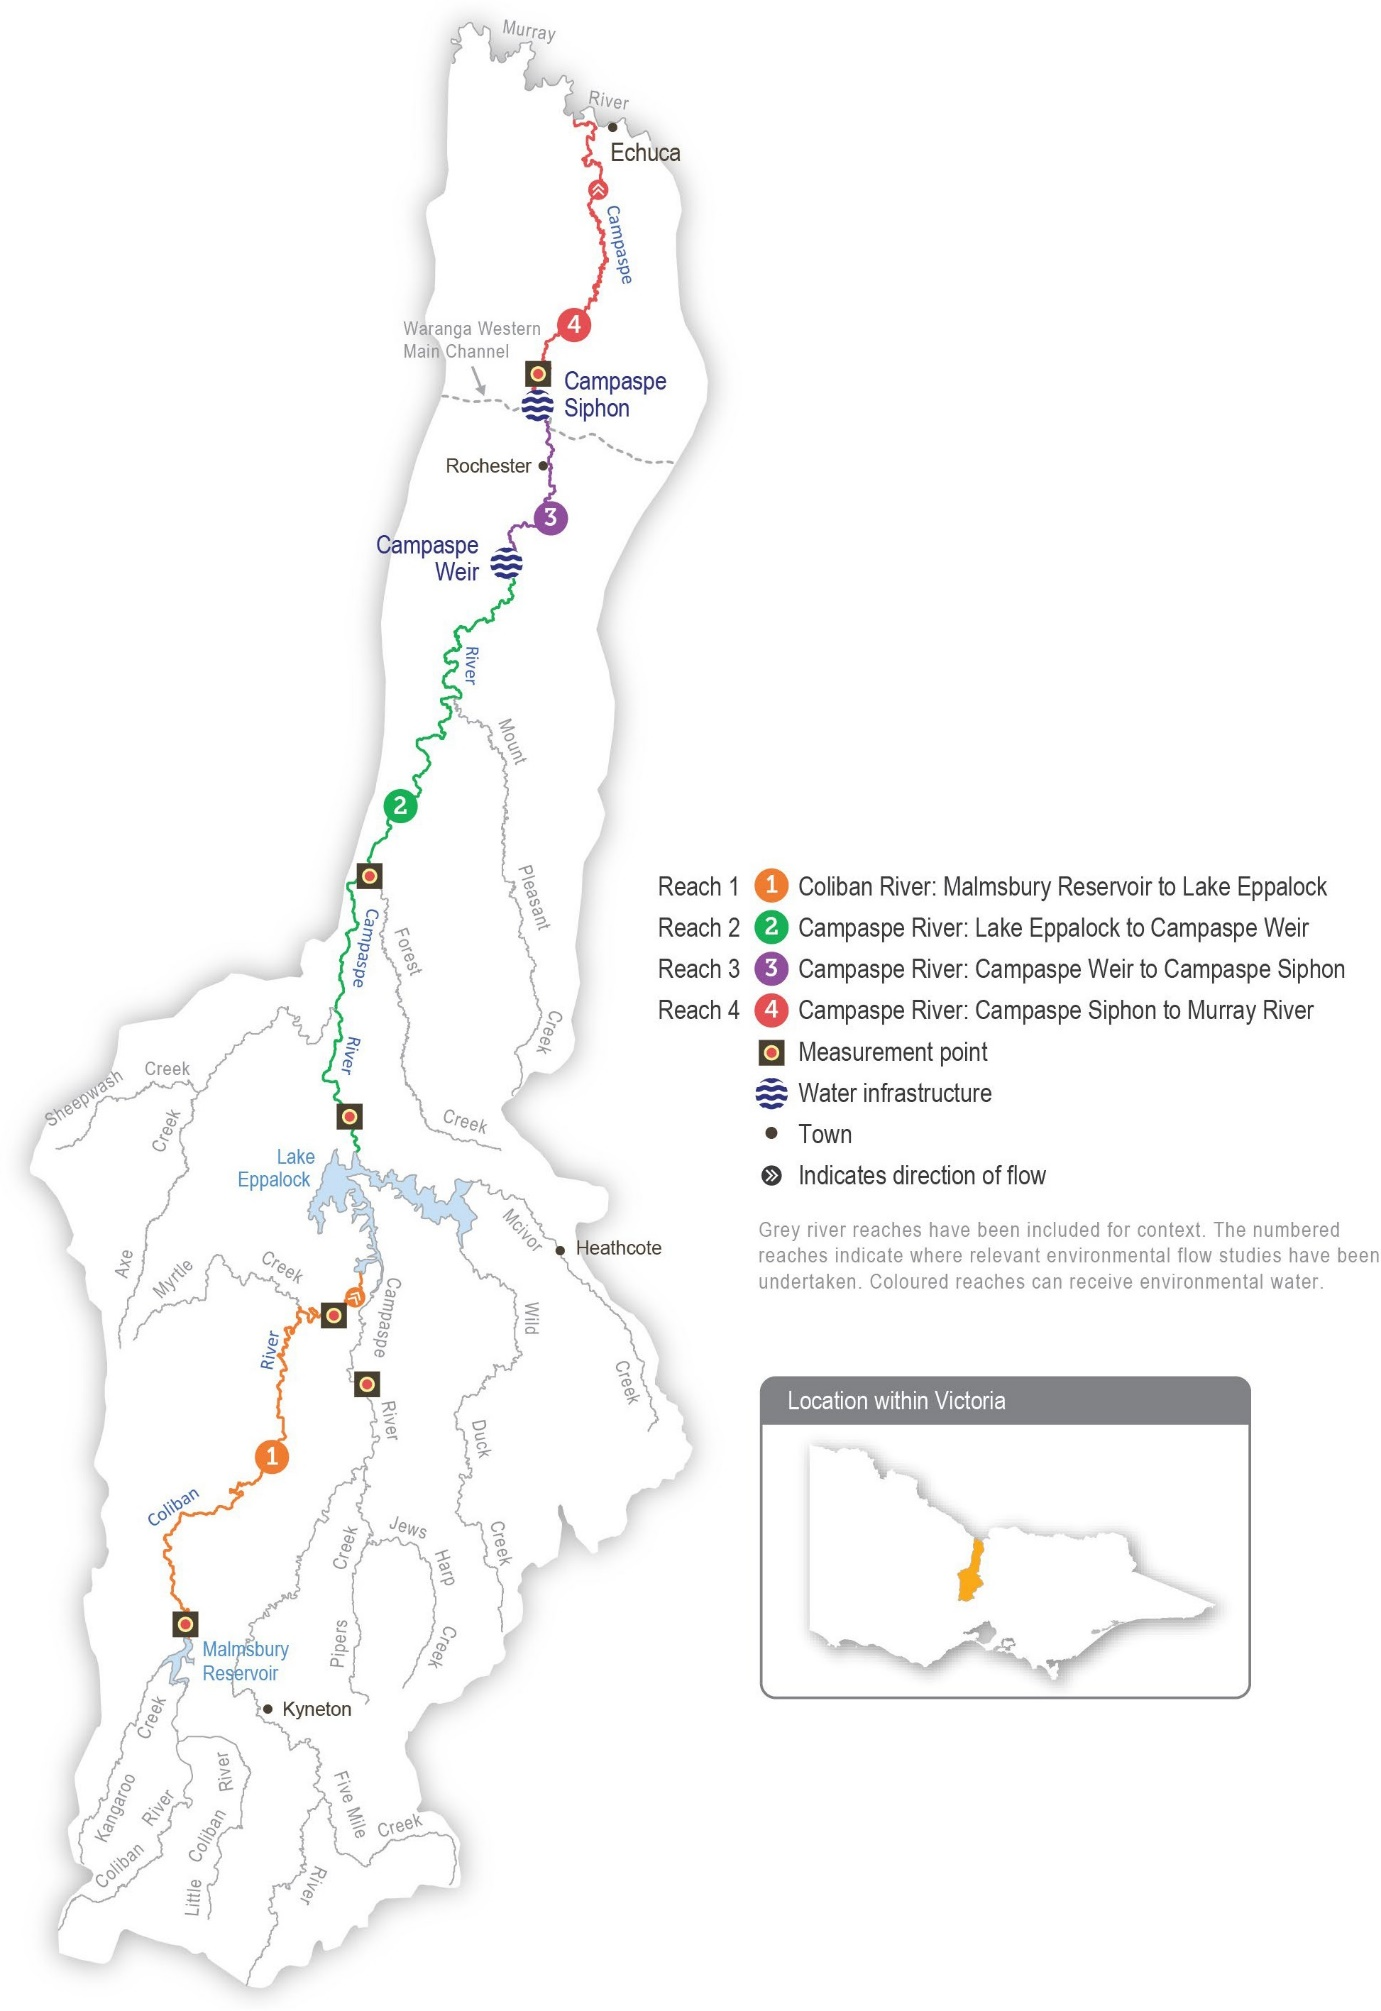 Murray
River
Echuca
Campaspe
4
Waranga Western
Main Channel
Campaspe
Siphon
Rochester
3
Campaspe
Weir
River
Mount
Pleasant
Creek
2
Campaspe
River
Forest
Creek
Sheepwash
Creek
Axe
Creek
Lake
Eppalock
Mcivor
Creek
Heathcote
Myrtle
Creek
Campaspe
River
Wild
Duck
Creek
River
1
Coliban
Jews
Harp
Creek
Pipers
Creek
Malmsbury
Reservoir
Kyneton
Kangaroo
Creek
Coliban
River
Little
Coliban
River
Five Mile
Creek
River
Reach 1 1 Coliban River: Malmsbury Reservoir to Lake Eppalock
Reach 2 2 Campaspe River: Lake Eppalock to Campaspe Weir
Reach 3 3 Campaspe River: Campaspe Weir to Campaspe Siphon
Reach 4 4 Campaspe River: Campaspe Siphon to Murray River
Measurement point
Water infrastructure
Town
Indicates direction of flow
Grey river reaches have been included for context. The numbered
reaches indicate where relevant environmental flow studies have been
undertaken. Coloured reaches can receive environmental water.
Location within Victoria